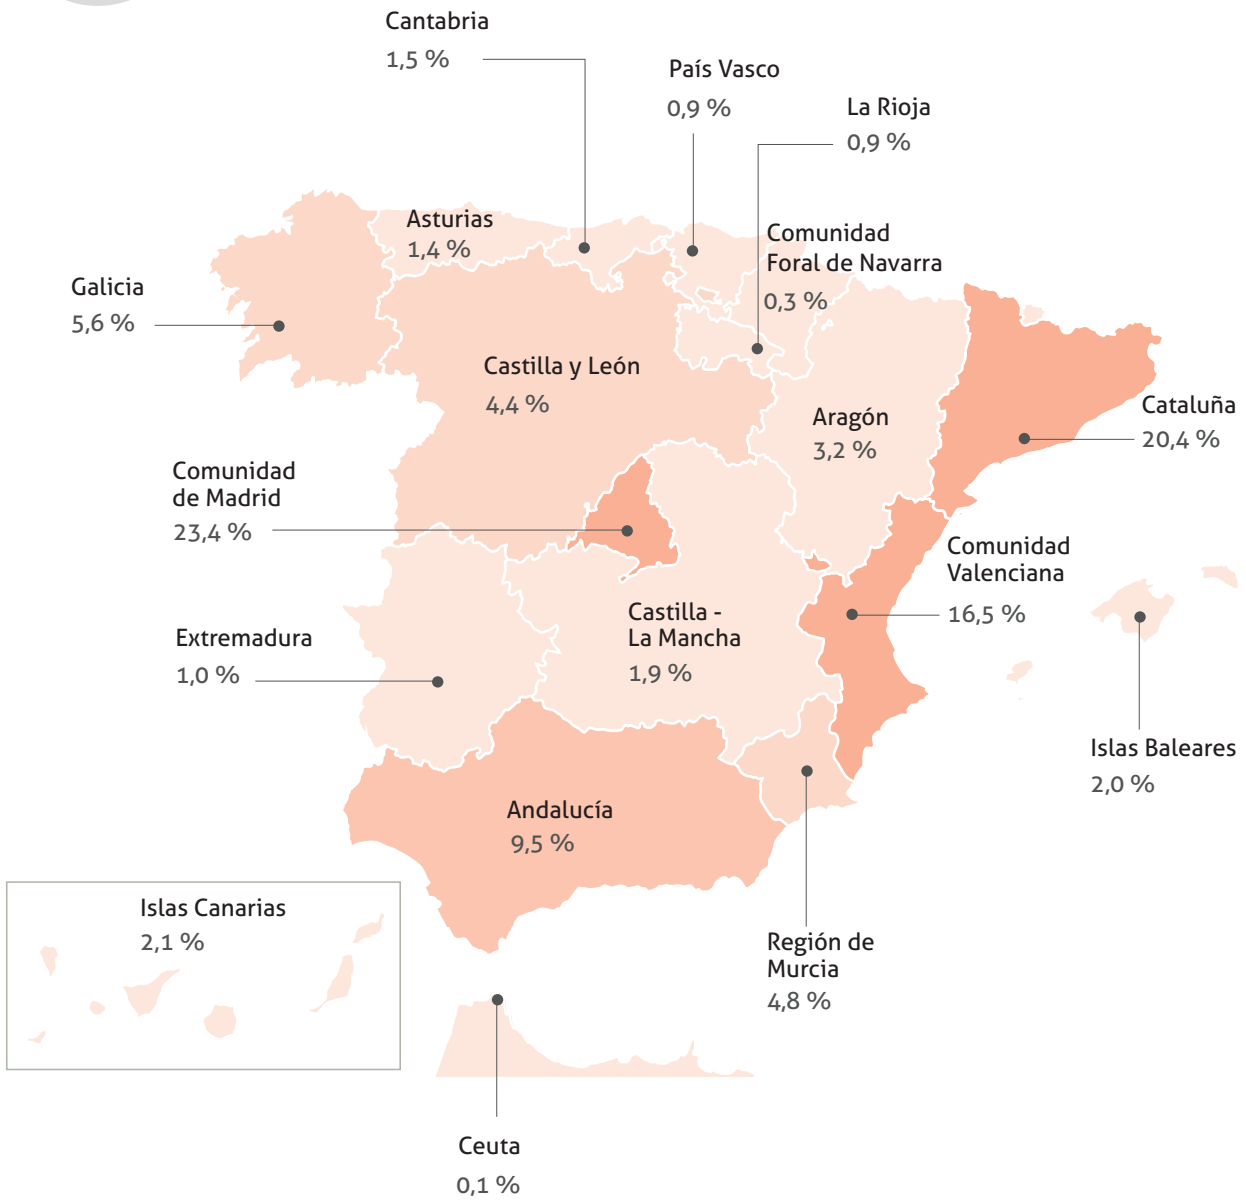 Cantabria
1,5 %
País Vasco
0,9 %
La Rioja
0,9 %
Asturias
1,4 %
Comunidad
Foral de Navarra
0,3 %
Galicia
5,6 %
Castilla y León
4,4 %
Aragón
3,2 %
Cataluña
20,4 %
Comunidad
de Madrid
23,4 %
Comunidad
Valenciana
16,5 %
Castilla -
La Mancha
1,9 %
Extremadura
1,0 %
Islas Baleares
2,0 %
Andalucía
9,5 %
Islas Canarias
2,1 %
Región de
Murcia
4,8 %
Ceuta
0,1 %